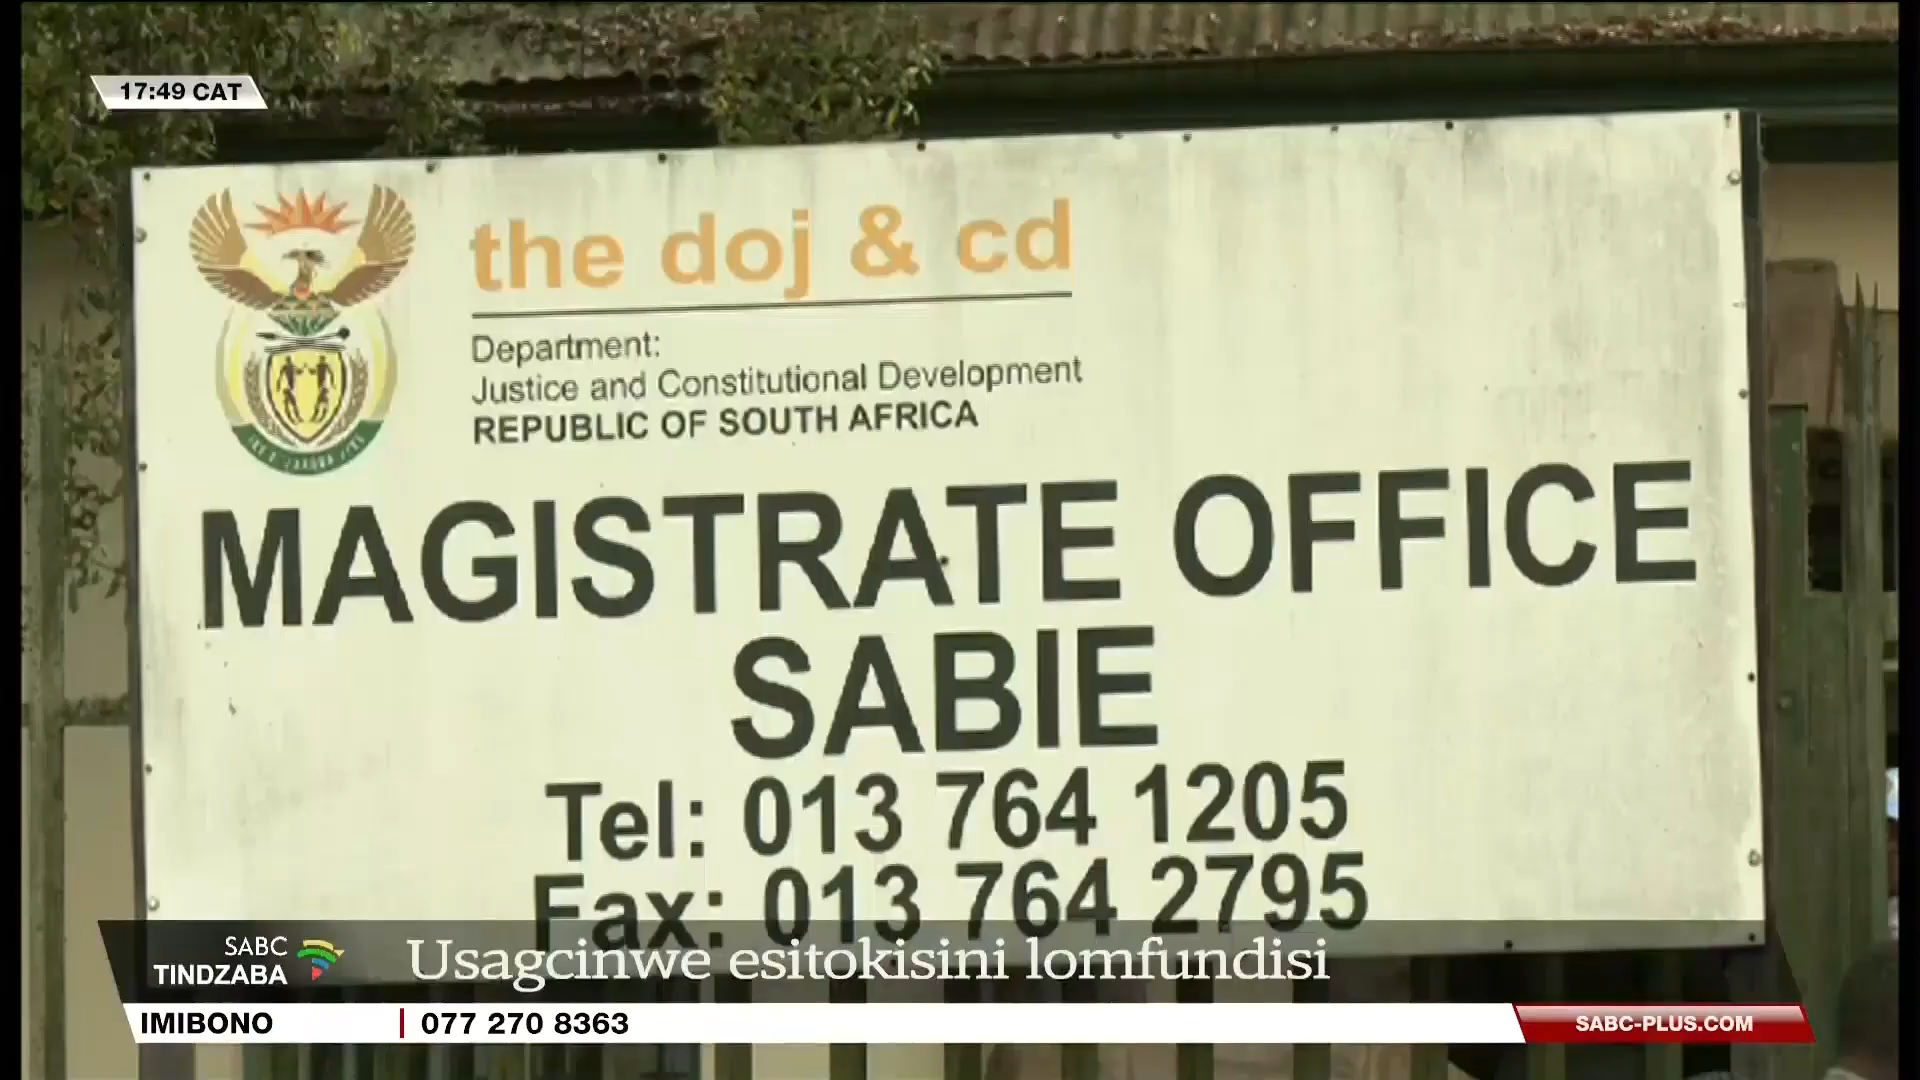 17:49 CAT
the doj & cd
Department:
Justice and Constitutional Development
REPUBLIC OF SOUTH AFRICA
MAGISTRATE OFFICE
SABIE
Tel: 013 764 1205
Fax: 013 764 2795
SABC
TINDZABA
Usagcinwe esitokisini lomfundisi
IMIBONO
077 270 8363
SABC-PLUS.COM